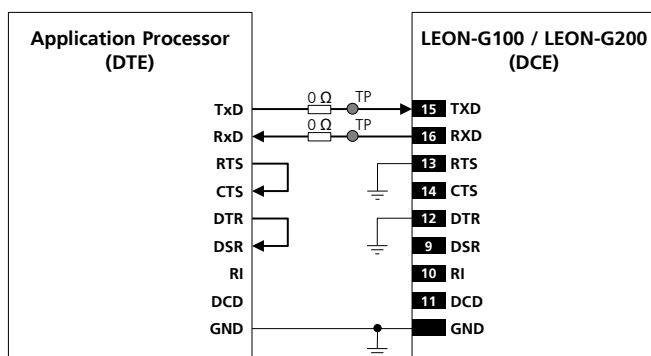 Application Processor
(DTE)
LEON-G100 / LEON-G200
(DCE)
TxD 0 Ω TP 15 TXD
RxD 0 Ω TP 16 RXD
RTS 13 RTS
CTS 14 CTS
DTR 12 DTR
DSR 9 DSR
RI 10 RI
DCD 11 DCD
GND GND